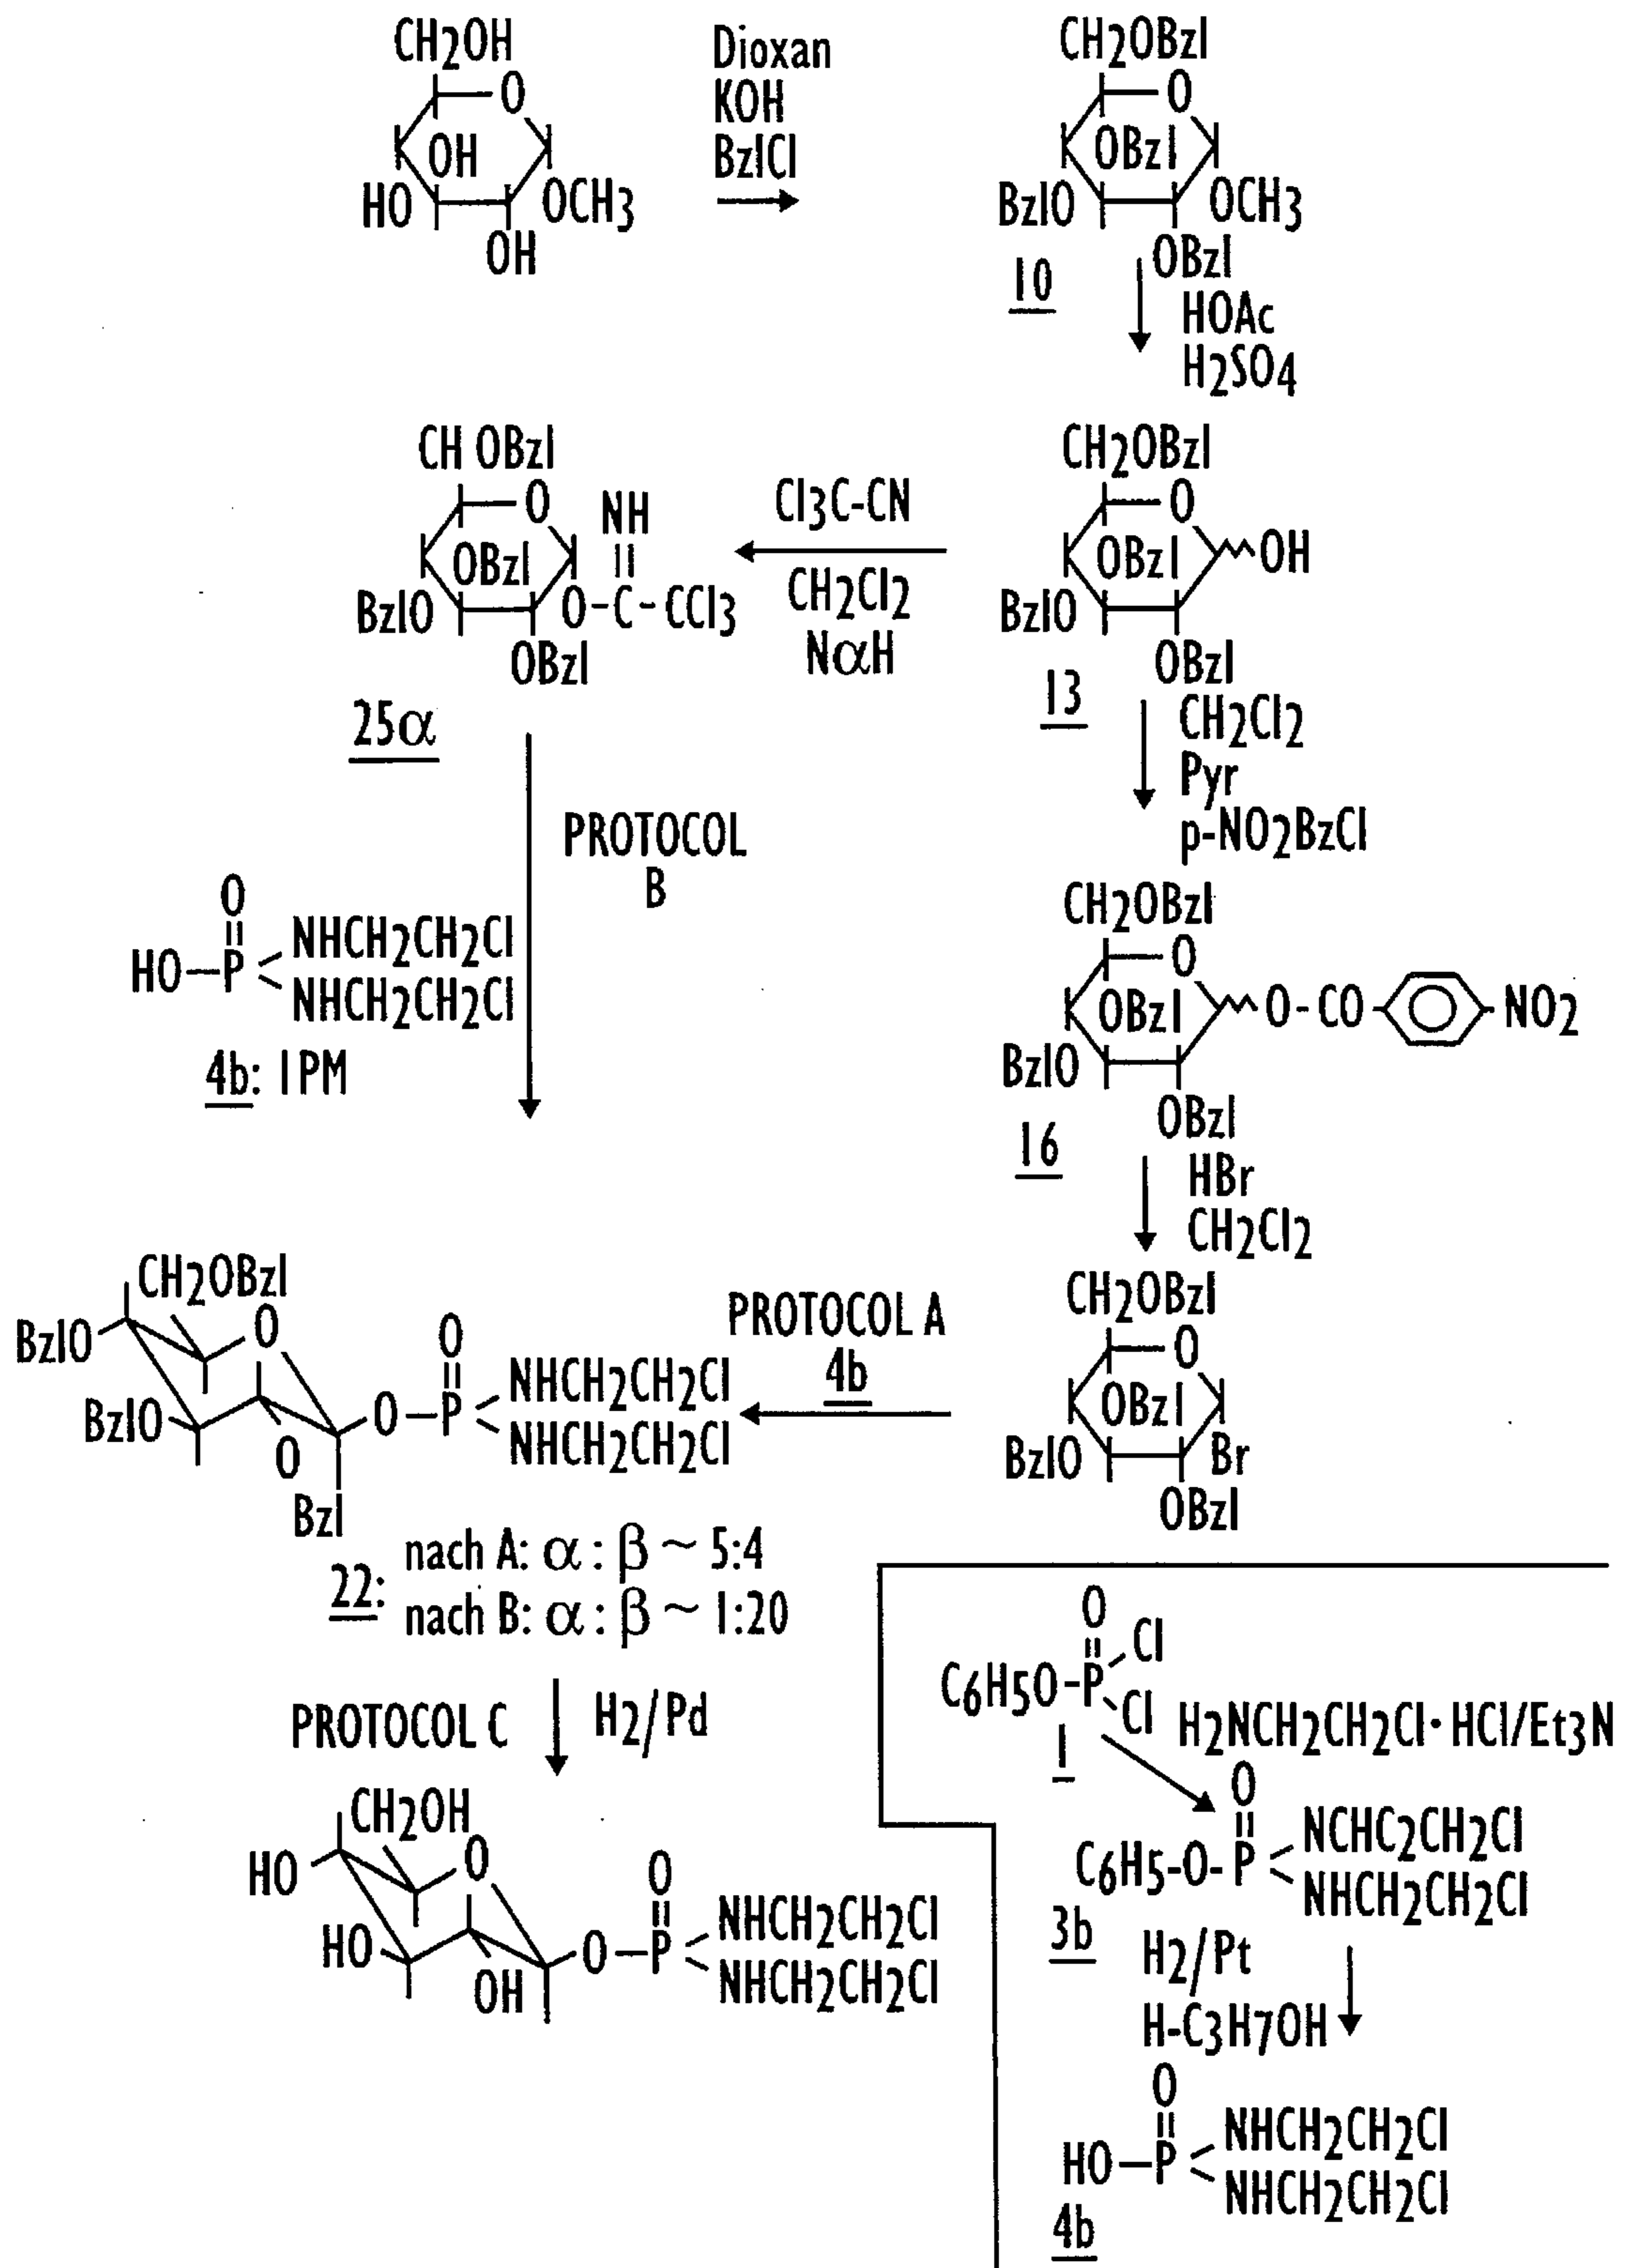 CH2OH
O
OH
HO
OCH3
OH
Dioxan
KOH
BzlCl
CH2OBzl
O
OBzl
BzlO
OCH3
OBzl
10
HOAc
H2SO4
CH2OBzl
O
OBzl
OH
BzlO
OBzl
13
Cl3C-CN
CH2Cl2
NαH
CH OBzl
O
NH
OBzl
BzlO
O-C-CCl3
OBzl
25α
CH2Cl2
Pyr
p-NO2BzCl
PROTOCOL
B
O
HO-P
NHCH2CH2Cl
NHCH2CH2Cl
4b: IPM
CH2OBzl
O
OBzl
O-CO
NO2
BzlO
OBzl
16
HBr
CH2Cl2
CH2OBzl
O
OBzl
BzlO
Br
OBzl
PROTOCOL A
4b
CH2OBzl
BzlO
O
O
NHCH2CH2Cl
BzlO
O-P
NHCH2CH2Cl
O
Bzl
22:
nach A: α : β ~ 5:4
nach B: α : β ~ 1:20
PROTOCOL C
H2/Pd
CH2OH
HO
O
O
NHCH2CH2Cl
HO
O-P
NHCH2CH2Cl
OH
O
Cl
C6H5O-P
Cl
1
H2NCH2CH2Cl·HCl/Et3N
O
NCHC2CH2Cl
C6H5-O-P
NHCH2CH2Cl
3b
H2/Pt
H-C3H7OH
O
NHCH2CH2Cl
HO-P
NHCH2CH2Cl
4b